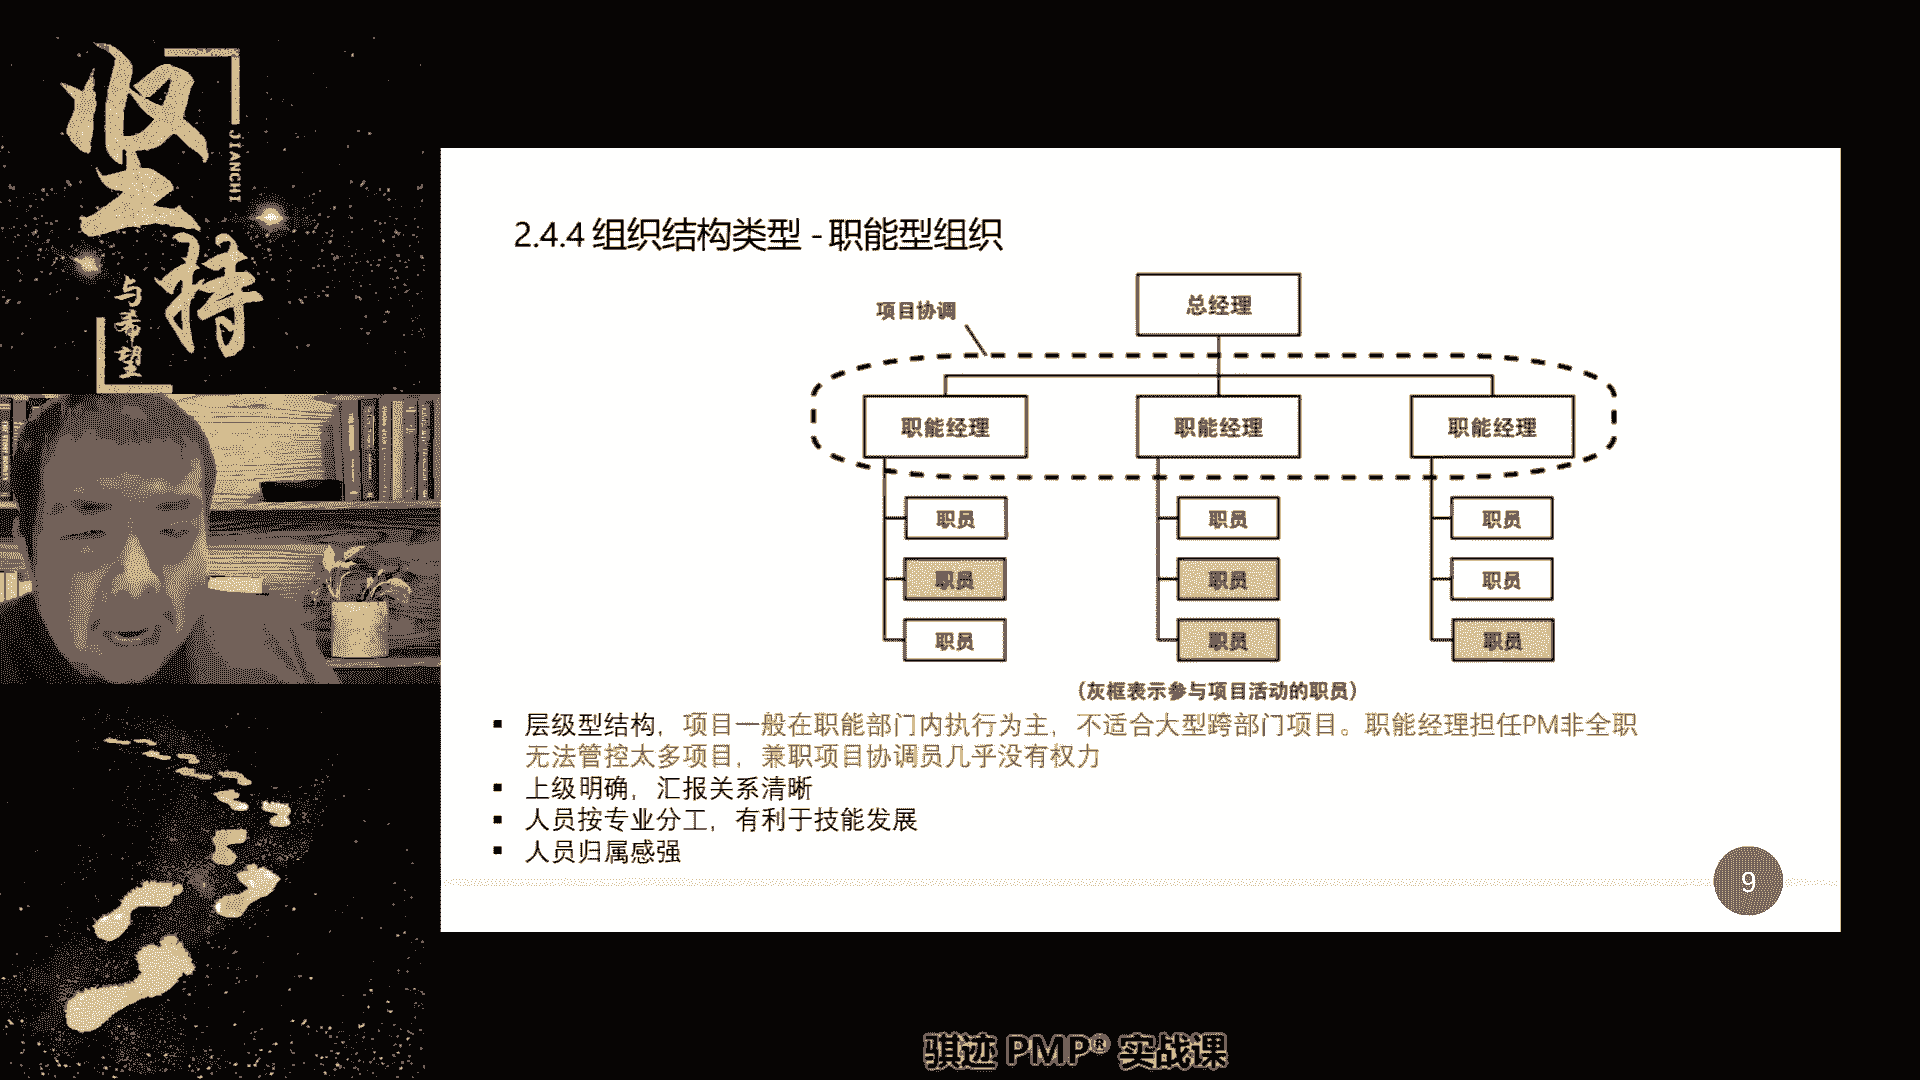 坚持
JIANCHI
与希望
2.4.4 组织结构类型 - 职能型组织
项目协调
总经理
职能经理 职能经理 职能经理
职员 职员 职员
职员 职员 职员
职员 职员 职员
(灰框表示参与项目活动的职员)
▪ 层级型结构，项目一般在职能部门内执行为主，不适合大型跨部门项目。职能经理担任PM非全职
无法管控太多项目，兼职项目协调员几乎没有权力
▪ 上级明确，汇报关系清晰
▪ 人员按专业分工，有利于技能发展
▪ 人员归属感强
9
骐迹 PMP® 实战课